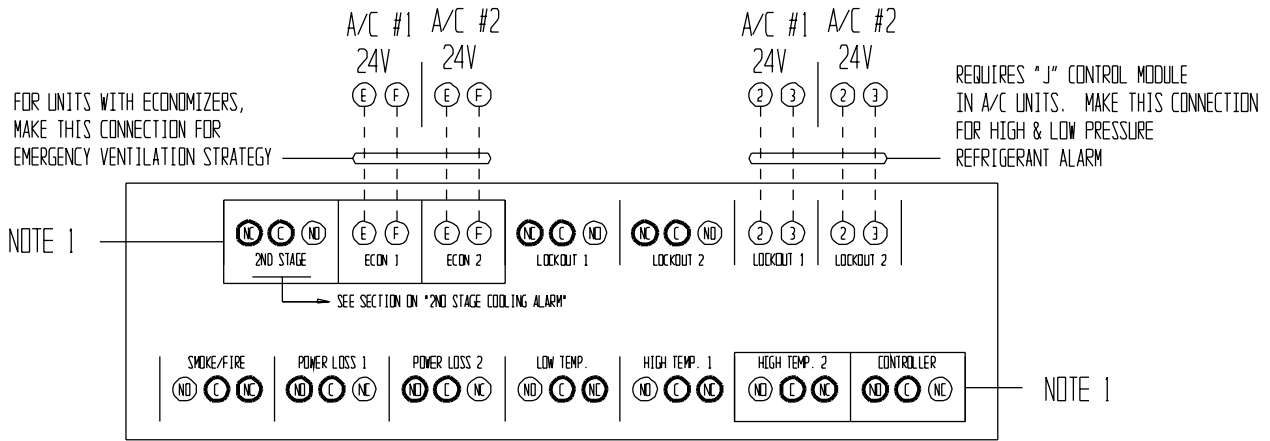 A/C #1 A/C #2 A/C #1 A/C #2
24V 24V 24V 24V
E F E F 2 3 2 3
FOR UNITS WITH ECONOMIZERS,
MAKE THIS CONNECTION FOR
EMERGENCY VENTILATION STRATEGY
REQUIRES "J" CONTROL MODULE
IN A/C UNITS. MAKE THIS CONNECTION
FOR HIGH & LOW PRESSURE
REFRIGERANT ALARM
NOTE 1
NC C NO E F E F NC C NO NC C NO 2 3 2 3
2ND STAGE ECON 1 ECON 2 LOCKOUT 1 LOCKOUT 2 LOCKOUT 1 LOCKOUT 2
SEE SECTION ON "2ND STAGE COOLING ALARM"
SMOKE/FIRE POWER LOSS 1 POWER LOSS 2 LOW TEMP. HIGH TEMP. 1 HIGH TEMP. 2 CONTROLLER
NO C NC NO C NC NO C NC NO C NC NO C NC NO C NC NO C NC
NOTE 1